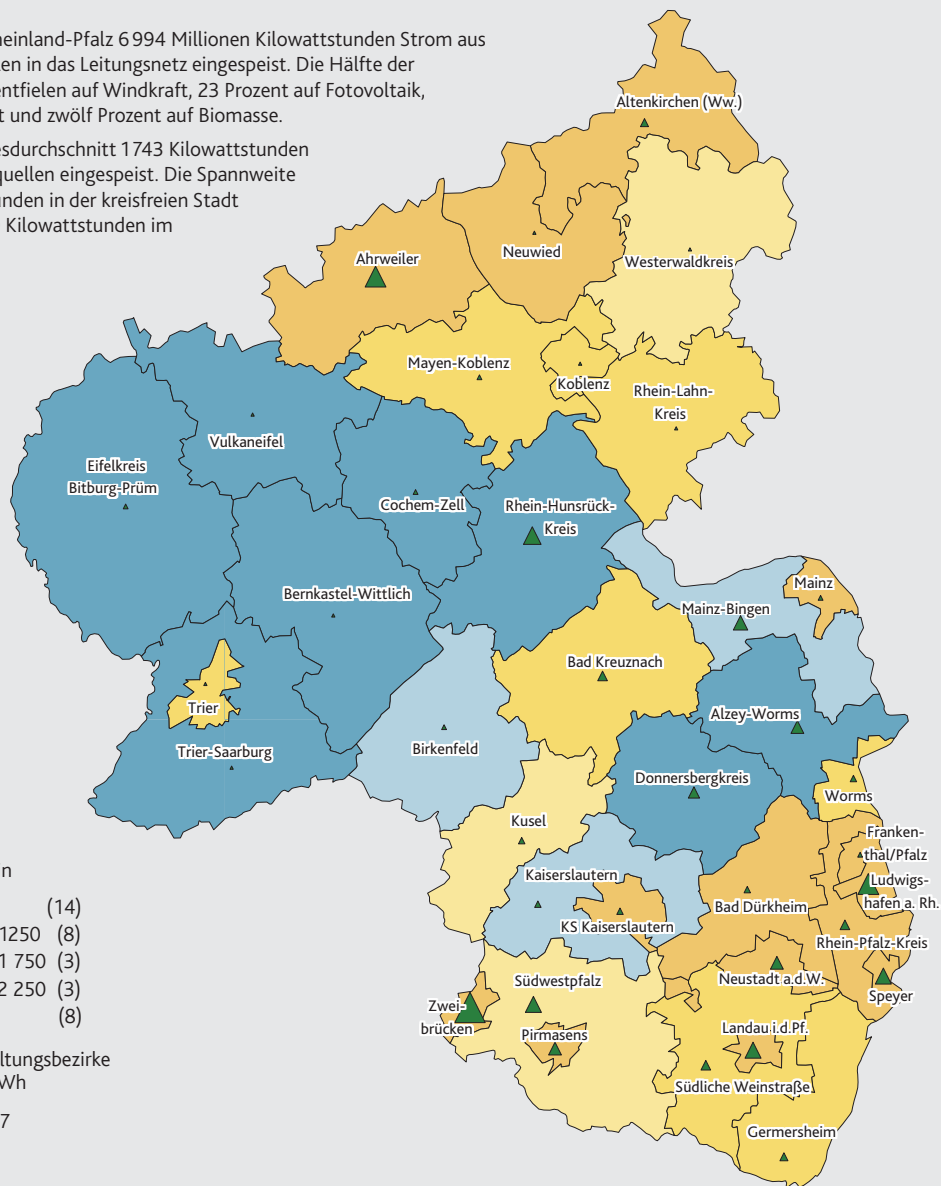 heinland-Pfalz 6 994 Millionen Kilowattstunden Strom aus
en in das Leitungsnetz eingespeist. Die Hälfte der
entfielen auf Windkraft, 23 Prozent auf Fotovoltaik,
t und zwölf Prozent auf Biomasse.
esdurchschnitt 1 743 Kilowattstunden
quellen eingespeist. Die Spannweite
unden in der kreisfreien Stadt
Kilowattstunden im
Altenkirchen (Ww.)
Neuwied
Westerwaldkreis
Ahrweiler
Mayen-Koblenz
Koblenz
Rhein-Lahn-
Kreis
Vulkaneifel
Eifelkreis
Bitburg-Prüm
Cochem-Zell
Rhein-Hunsrück-
Kreis
Bernkastel-Wittlich
Mainz
Mainz-Bingen
Bad Kreuznach
Trier
Alzey-Worms
Trier-Saarburg
Birkenfeld
Donnersbergkreis
Worms
Kusel
Franken-
thal/Pfalz
Kaiserslautern
Ludwigs-
hafen a. Rh.
Bad Dürkheim
KS Kaiserslautern
Rhein-Pfalz-Kreis
Neustadt a.d.W.
Südwestpfalz
Speyer
Zwei-
brücken
Pirmasens
Landau i.d.Pf.
Südliche Weinstraße
Germersheim
n
(14)
1250 (8)
1 750 (3)
2 250 (3)
(8)
ltungsbezirke
Wh
7